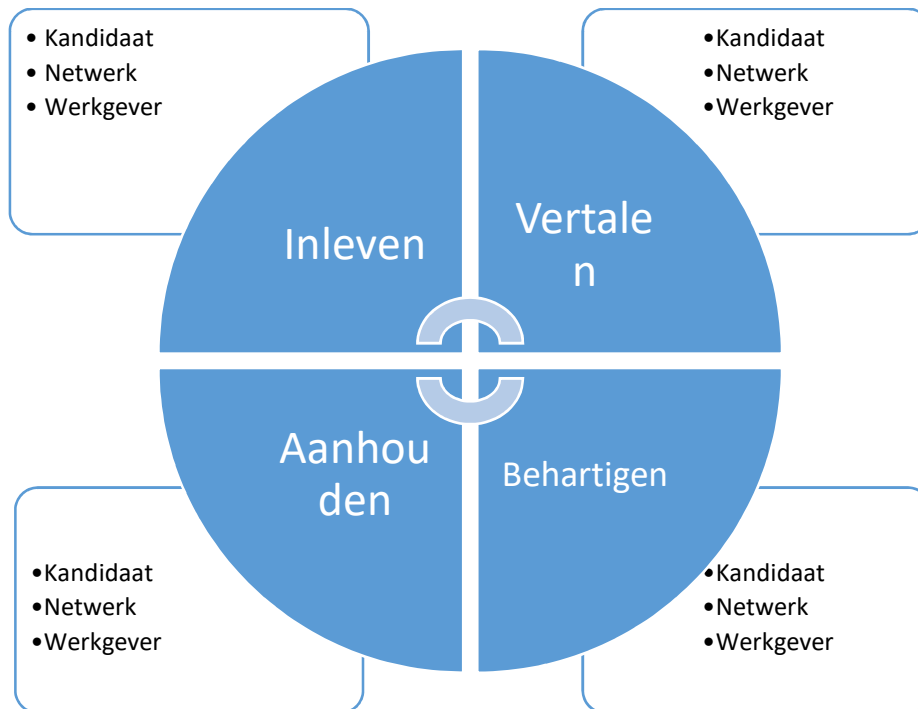 • Kandidaat
• Netwerk
• Werkgever
•Kandidaat
•Netwerk
•Werkgever
Inleven
Vertale
n
Aanhou
den
Behartigen
•Kandidaat
•Netwerk
•Werkgever
•Kandidaat
•Netwerk
•Werkgever